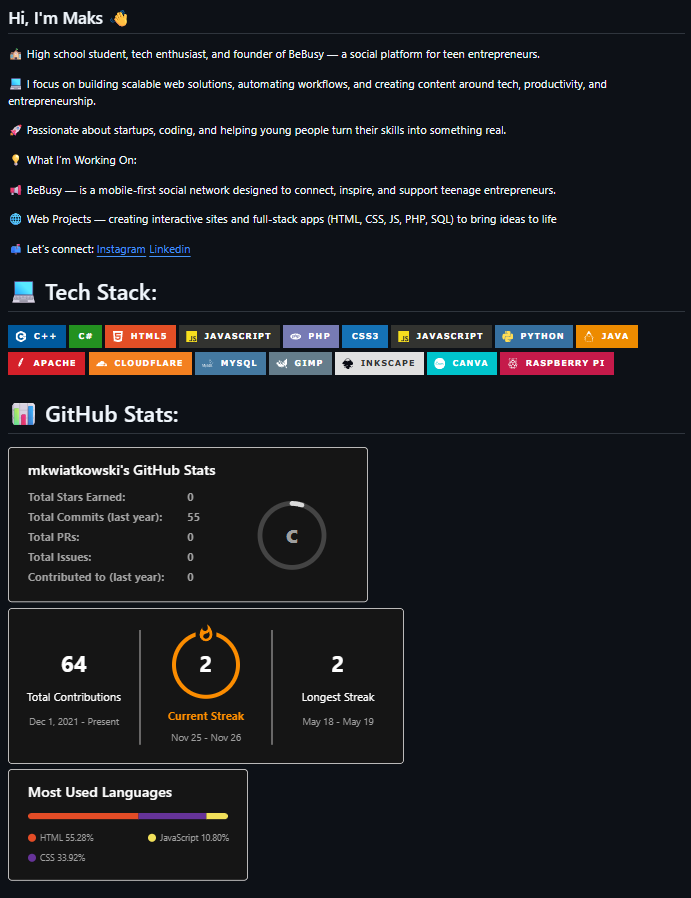 Hi, I'm Maks 👋
🏫 High school student, tech enthusiast, and founder of BeBusy — a social platform for teen entrepreneurs.
💻 I focus on building scalable web solutions, automating workflows, and creating content around tech, productivity, and
entrepreneurship.
🚀 Passionate about startups, coding, and helping young people turn their skills into something real.
💡 What I'm Working On:
📢 BeBusy — is a mobile-first social network designed to connect, inspire, and support teenage entrepreneurs.
🌐 Web Projects — creating interactive sites and full-stack apps (HTML, CSS, JS, PHP, SQL) to bring ideas to life
📫 Let's connect: Instagram Linkedin
💻 Tech Stack:
C++ C# HTML5 JAVASCRIPT PHP CSS3 JAVASCRIPT PYTHON JAVA
APACHE CLOUDFLARE MYSQL GIMP INKSCAPE CANVA RASPBERRY PI
📊 GitHub Stats:
mkwiatkowski's GitHub Stats
Total Stars Earned: 0
Total Commits (last year): 55
Total PRs: 0
Total Issues: 0
Contributed to (last year): 0
C
64
Total Contributions
Dec 1, 2021 - Present
2
Current Streak
Nov 25 - Nov 26
2
Longest Streak
May 18 - May 19
Most Used Languages
HTML 55.28% JavaScript 10.80%
CSS 33.92%